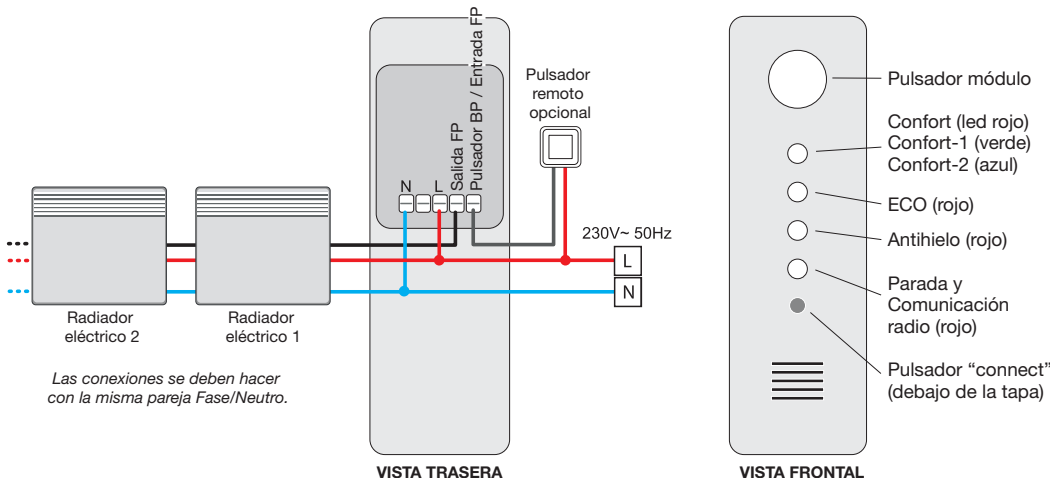 Pulsador BP / Entrada FP
Salida FP
N
L
Pulsador
remoto
opcional
230V~ 50Hz
L
N
Radiador
eléctrico 2
Radiador
eléctrico 1
Las conexiones se deben hacer
con la misma pareja Fase/Neutro.
VISTA TRASERA
Pulsador módulo
Confort (led rojo)
Confort-1 (verde)
Confort-2 (azul)
ECO (rojo)
Antihielo (rojo)
Parada y
Comunicación
radio (rojo)
Pulsador “connect”
(debajo de la tapa)
VISTA FRONTAL